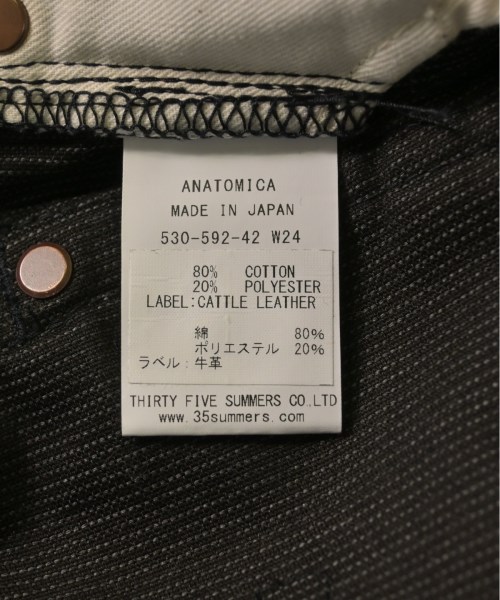 ANATOMICA
MADE IN JAPAN
530-592-42 W24
80% COTTON
20% POLYESTER
LABEL:CATTLE LEATHER
綿 80%
ポリエステル 20%
ラベル:牛革
THIRTY FIVE SUMMERS CO.LTD
www.35summers.com